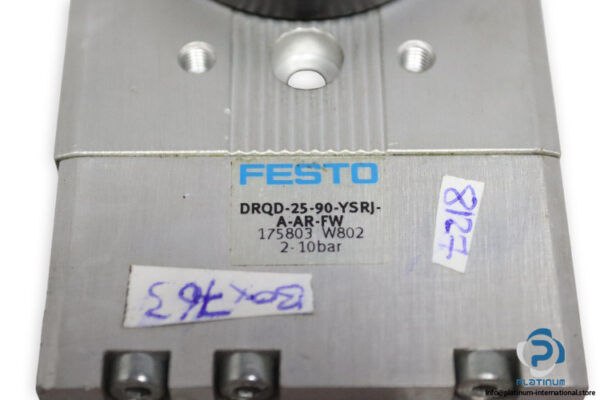 FESTO
DRQD-25-90-YSRJ-
A-AR-FW
175803 W802
2-10bar
8127
Box 763
PLATINUM
info@platinum-international.store